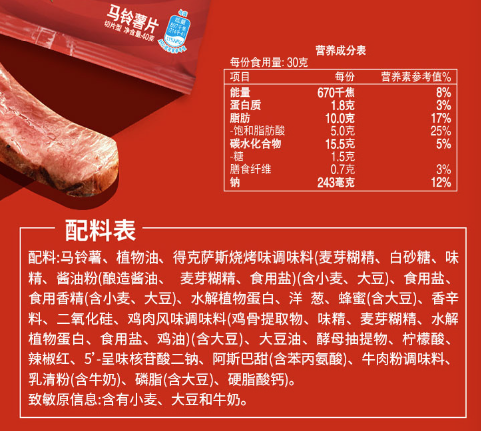 马铃薯片
切片型 净含量:40克
营养成分表
每份食用量: 30克
项目 每份 营养素参考值%
能量 670千焦 8%
蛋白质 1.8克 3%
脂肪 10.0克 17%
-饱和脂肪酸 5.0克 25%
碳水化合物 15.5克 5%
-糖 1.5克
膳食纤维 0.7克 3%
钠 243毫克 12%
配料表
配料:马铃薯、植物油、得克萨斯烧烤味调味料(麦芽糊精、白砂糖、味
精、酱油粉(酿造酱油、 麦芽糊精、食用盐)(含小麦、大豆)、食用盐、
食用香精(含小麦、大豆)、水解植物蛋白、洋 葱、蜂蜜(含大豆)、香辛
料、二氧化硅、鸡肉风味调味料(鸡骨提取物、味精、麦芽糊精、水解
植物蛋白、食用盐、鸡油)(含大豆)、大豆油、酵母抽提物、柠檬酸、
辣椒红、5’-呈味核苷酸二钠、阿斯巴甜(含苯丙氨酸)、牛肉粉调味料、
乳清粉(含牛奶)、磷脂(含大豆)、硬脂酸钙)。
致敏原信息:含有小麦、大豆和牛奶。